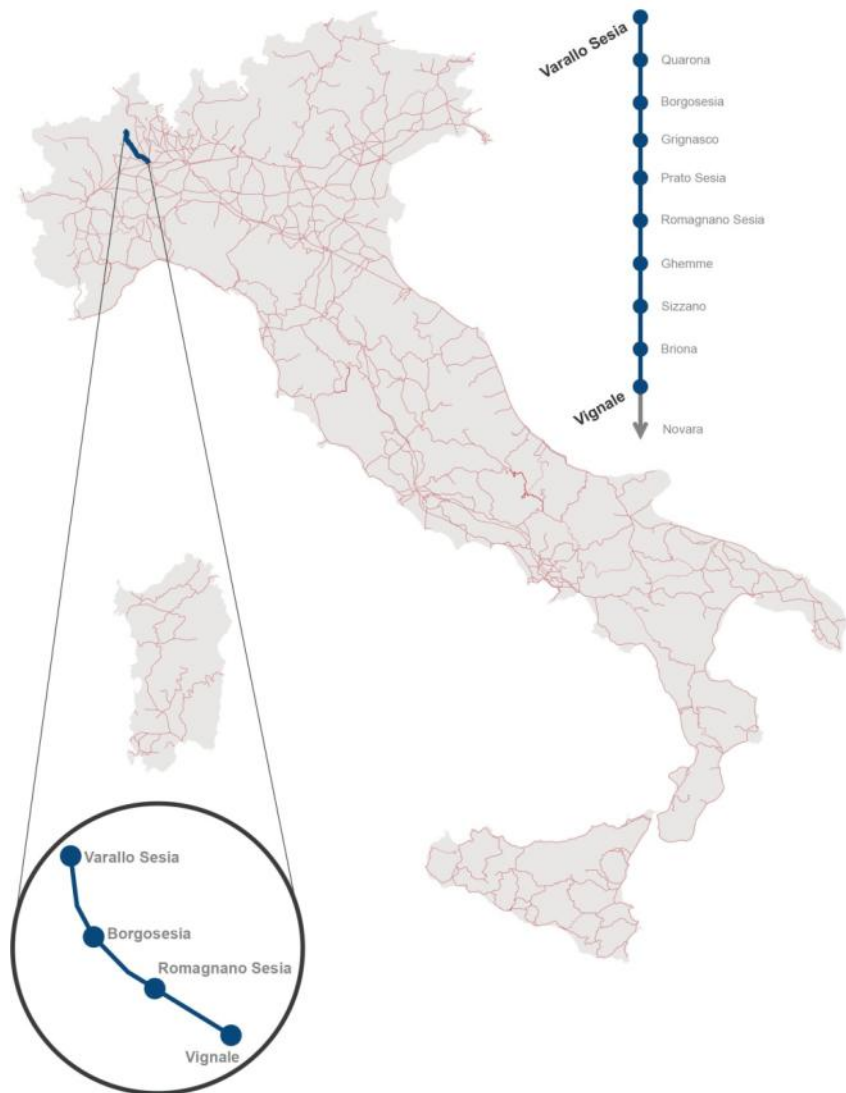 Varallo Sesia
Quarona
Borgosesia
Grignasco
Prato Sesia
Romagnano Sesia
Ghemme
Sizzano
Briona
Vignale
Novara
Varallo Sesia
Borgosesia
Romagnano Sesia
Vignale